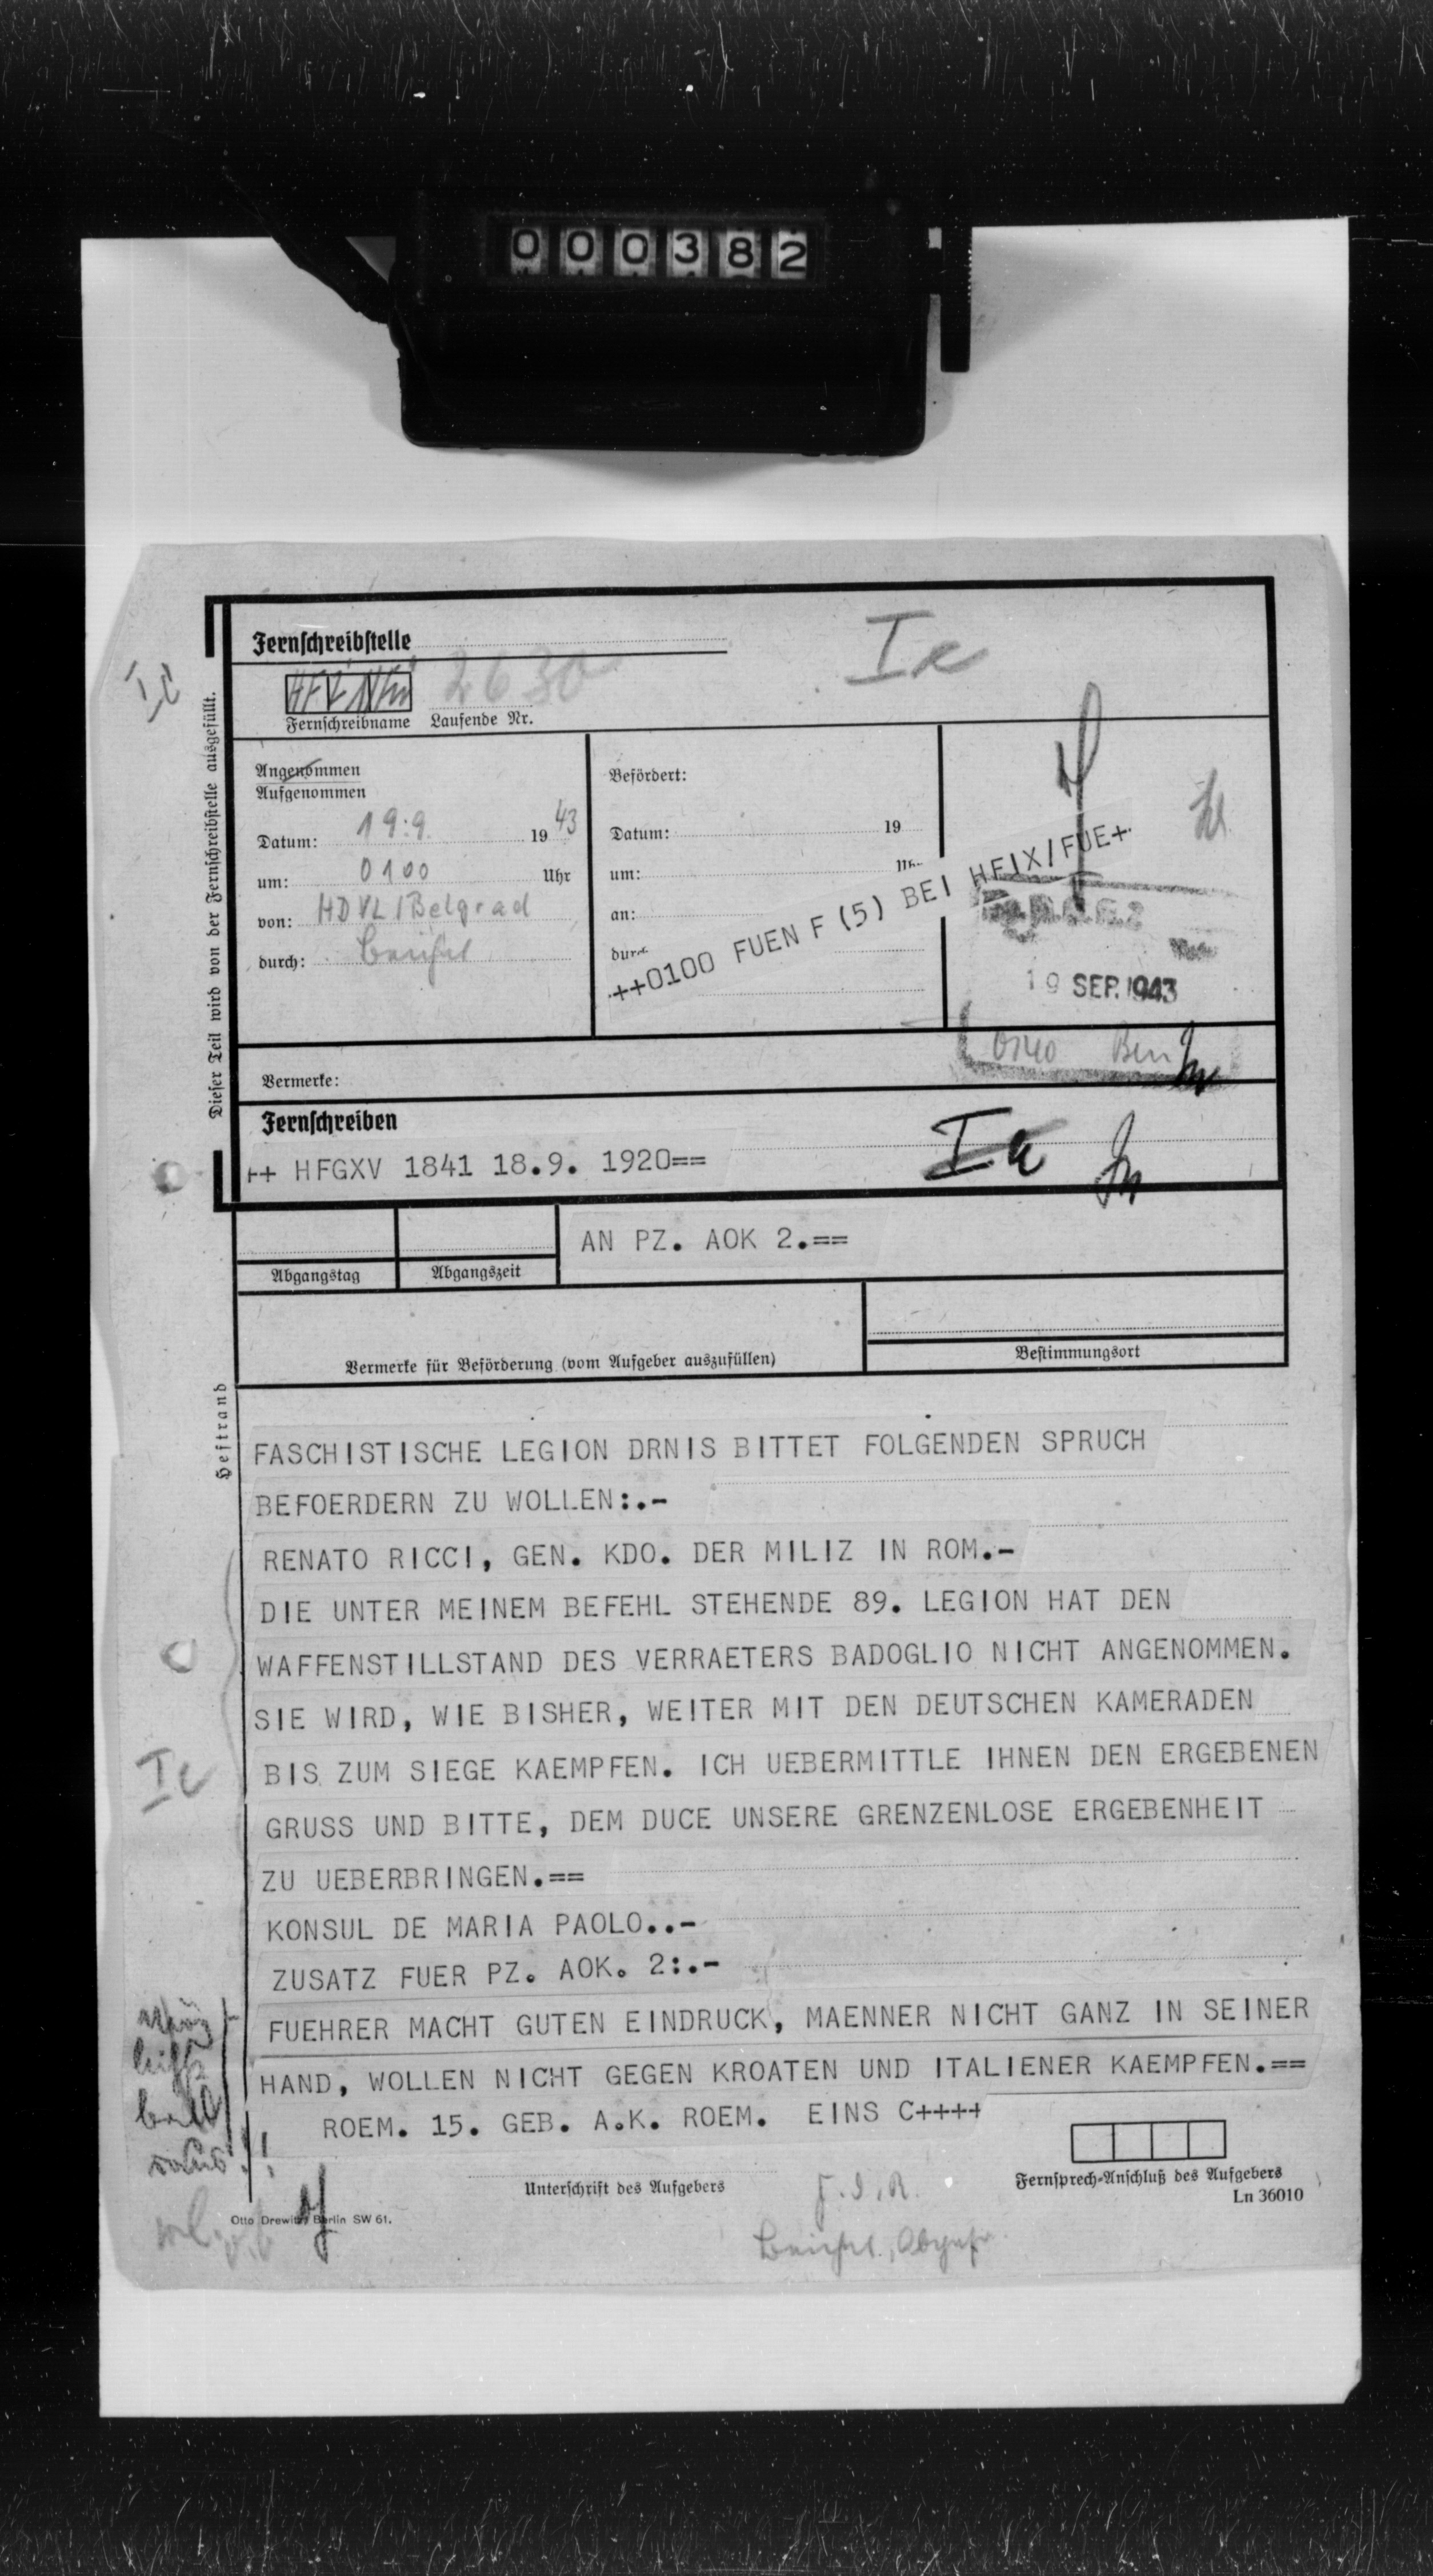 000382
Fernschreibstelle
Ic
Ic
2630
Fernschreibname Laufende Nr.
Dieser Teil wird von der Fernschreibstelle ausgefüllt.
Angenommen
Aufgenommen
Datum: 19.9. 1943
um: 0100 Uhr
von: HDVL/Belgrad
durch:
Befördert:
Datum: 19
um:
an:
durch
++0100 FUEN F (5) BEI HFIX/FUE+
19 SEP. 1943
Vermerke:
Fernschreiben
++ HFGXV 1841 18.9. 1920==
AN PZ. AOK 2.==
Abgangstag Abgangszeit
Vermerke für Beförderung (vom Aufgeber auszufüllen)
Bestimmungsort
Heftrand
FASCHISTISCHE LEGION DRNIS BITTET FOLGENDEN SPRUCH
BEFOERDERN ZU WOLLEN:.-
RENATO RICCI, GEN. KDO. DER MILIZ IN ROM.-
DIE UNTER MEINEM BEFEHL STEHENDE 89. LEGION HAT DEN
WAFFENSTILLSTAND DES VERRAETERS BADOGLIO NICHT ANGENOMMEN.
SIE WIRD, WIE BISHER, WEITER MIT DEN DEUTSCHEN KAMERADEN
BIS ZUM SIEGE KAEMPFEN. ICH UEBERMITTLE IHNEN DEN ERGEBENEN
Ic
GRUSS UND BITTE, DEM DUCE UNSERE GRENZENLOSE ERGEBENHEIT
ZU UEBERBRINGEN.==
KONSUL DE MARIA PAOLO..-
ZUSATZ FUER PZ. AOK. 2:.-
FUEHRER MACHT GUTEN EINDRUCK, MAENNER NICHT GANZ IN SEINER
HAND, WOLLEN NICHT GEGEN KROATEN UND ITALIENER KAEMPFEN.==
ROEM. 15. GEB. A.K. ROEM. EINS C++++
Unterschrift des Aufgebers
Fernsprech-Anschluß des Aufgebers
Ln 36010
F.d.R.
Otto Drewitz, Berlin SW 61.